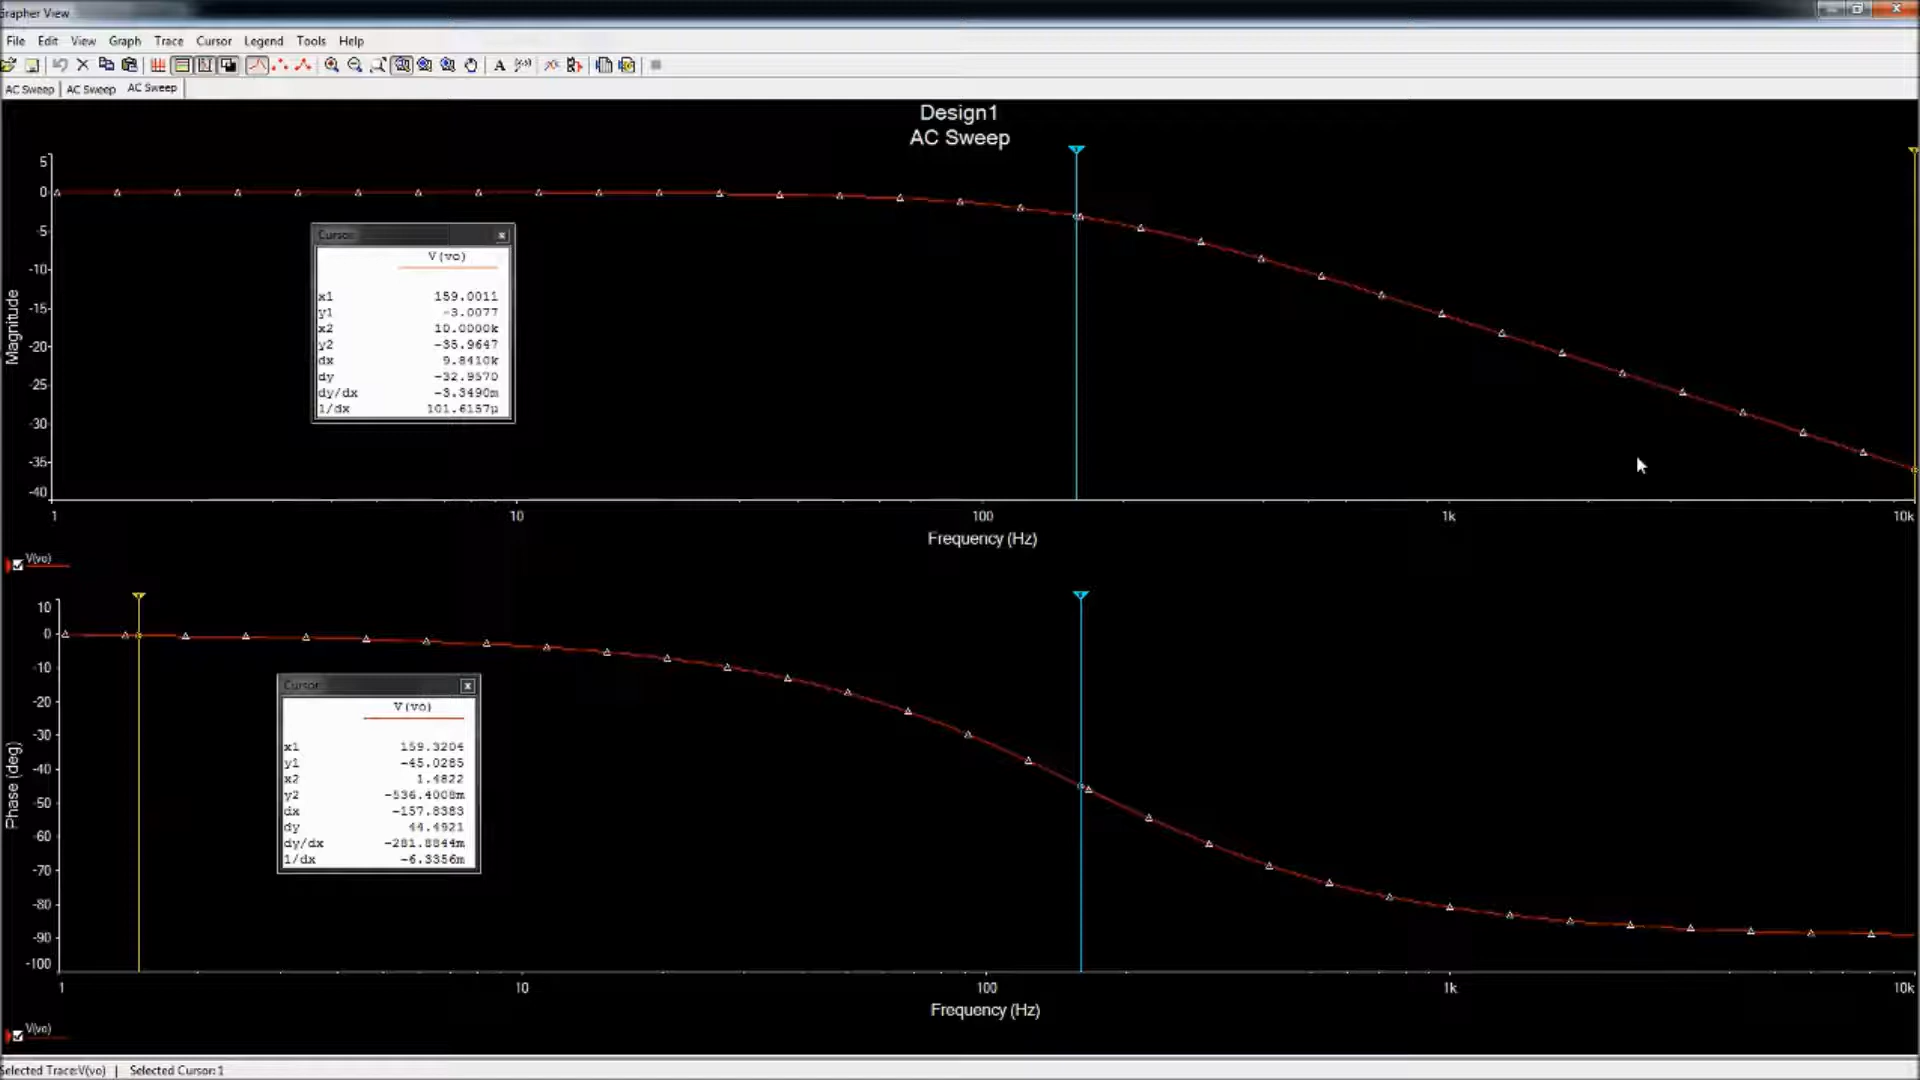 Grapher View
File Edit View Graph Trace Cursor Legend Tools Help
AC Sweep AC Sweep AC Sweep
Design1
AC Sweep
Magnitude
5
0
-5
-10
-15
-20
-25
-30
-35
-40
Cursor
V(vo)
x1 159.0011
y1 -3.0077
x2 10.0000k
y2 -35.9647
dx 9.8410k
dy -32.9570
dy/dx -3.3490m
1/dx 101.6157µ
1 10 100 1k 10k
Frequency (Hz)
V(vo)
Phase (deg)
10
0
-10
-20
-30
-40
-50
-60
-70
-80
-90
-100
Cursor
V(vo)
x1 159.3204
y1 -45.0285
x2 1.4822
y2 -536.4008m
dx -157.8383
dy 44.4921
dy/dx -281.8844m
1/dx -6.3356m
1 10 100 1k 10k
Frequency (Hz)
V(vo)
Selected Trace:V(vo) | Selected Cursor:1